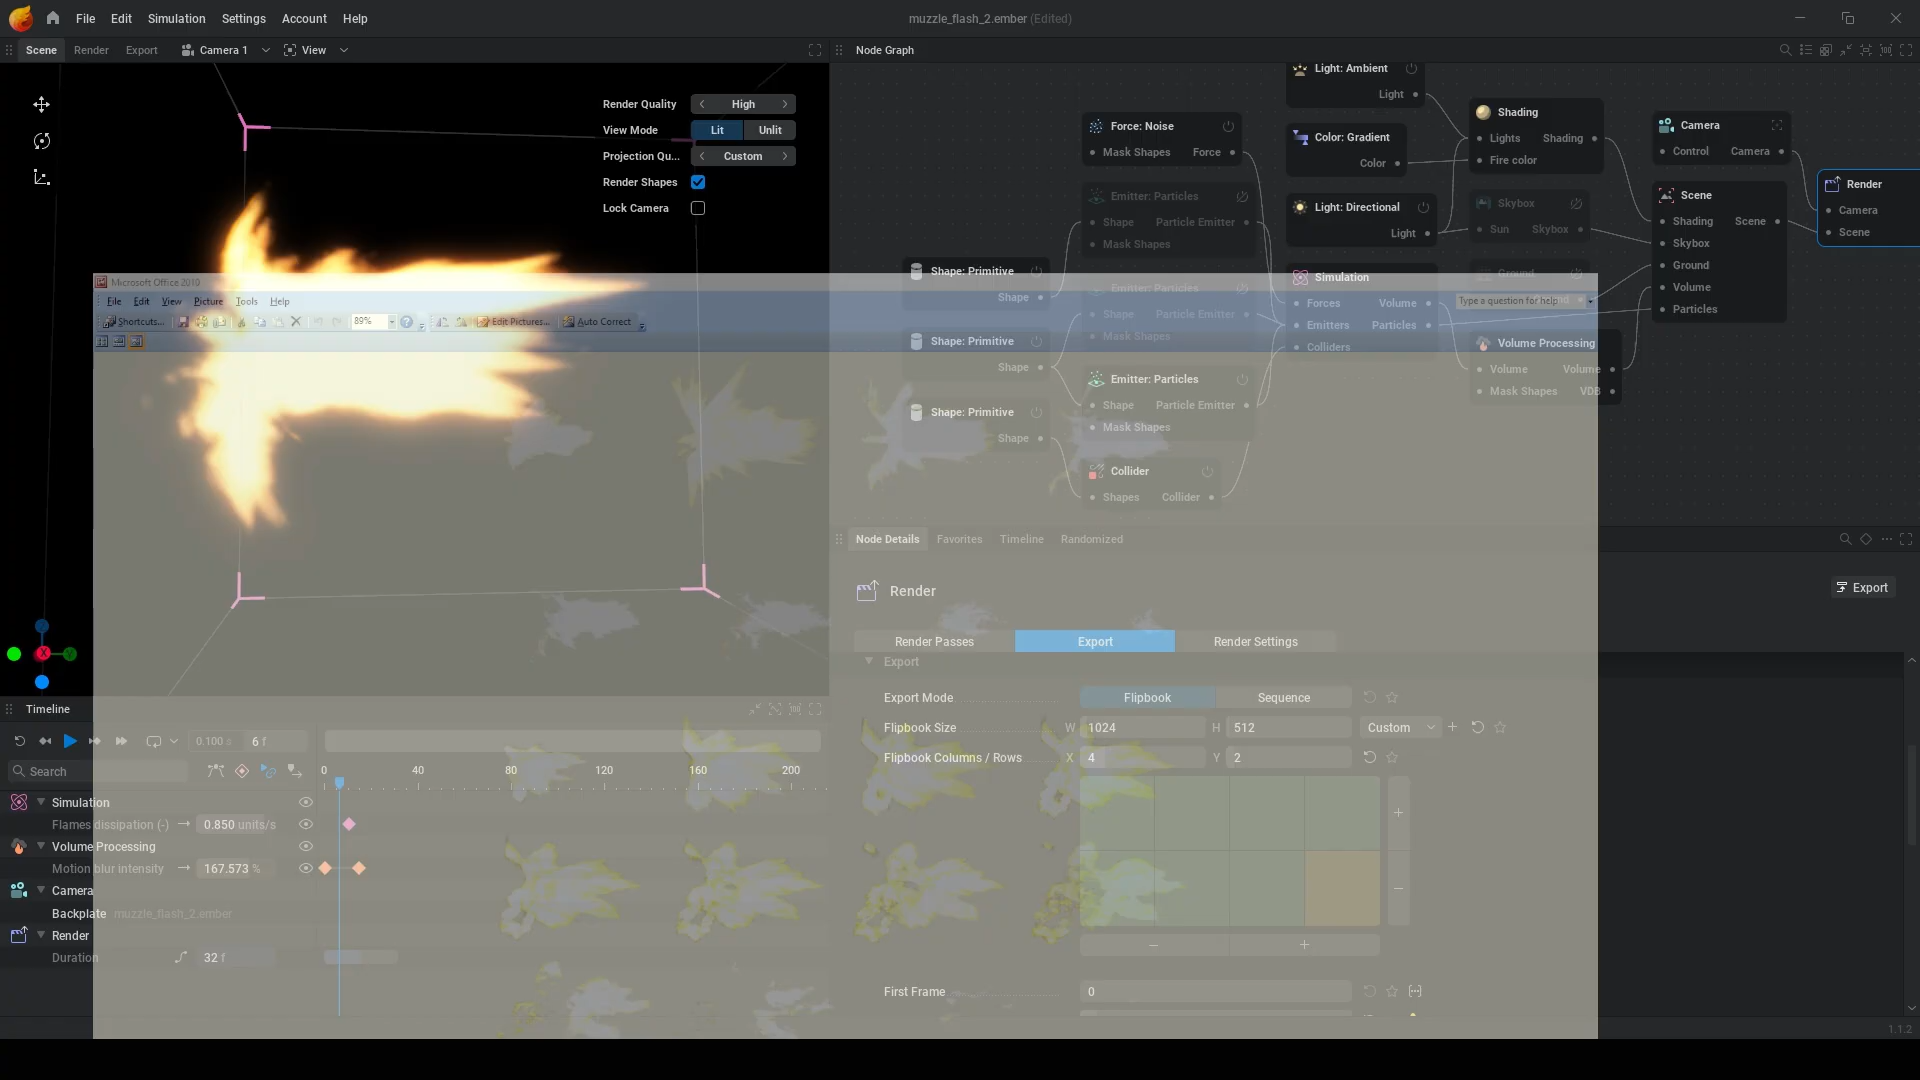 File Edit Simulation Settings Account Help
muzzle_flash_2.ember (Edited)
Scene Render Export Camera 1 View
Node Graph
Render Quality High
View Mode Lit Unlit
Projection Qu... Custom
Render Shapes
Lock Camera
Light: Ambient
Light
Force: Noise
Mask Shapes Force
Color: Gradient
Color
Shading
Lights Shading
Fire color
Camera
Control Camera
Render
Camera
Scene
Emitter: Particles
Shape Particle Emitter
Mask Shapes
Light: Directional
Light
Skybox
Sun Skybox
Scene
Shading Scene
Skybox
Ground
Volume
Particles
Shape: Primitive
Shape
Emitter: Particles
Shape Particle Emitter
Mask Shapes
Simulation
Forces Volume
Emitters Particles
Colliders
Ground
Shape: Primitive
Shape
Volume Processing
Volume Volume
Mask Shapes VDB
Emitter: Particles
Shape Particle Emitter
Mask Shapes
Shape: Primitive
Shape
Collider
Shapes Collider
Microsoft Office 2010
File Edit View Picture Tools Help
Type a question for help
Shortcuts... 89% Edit Pictures... Auto Correct
Node Details Favorites Timeline Randomized
Render
Export
Render Passes Export Render Settings
Export
Export Mode Flipbook Sequence
Flipbook Size W 1024 H 512 Custom
Flipbook Columns / Rows X 4 Y 2
First Frame 0
Timeline
0.100 s 6 f
Search
0 40 80 120 160 200
Simulation
Flames dissipation (-) 0.850 units/s
Volume Processing
Motion blur intensity 167.573 %
Camera
Backplate muzzle_flash_2.ember
Render
Duration 32 f
1.1.2